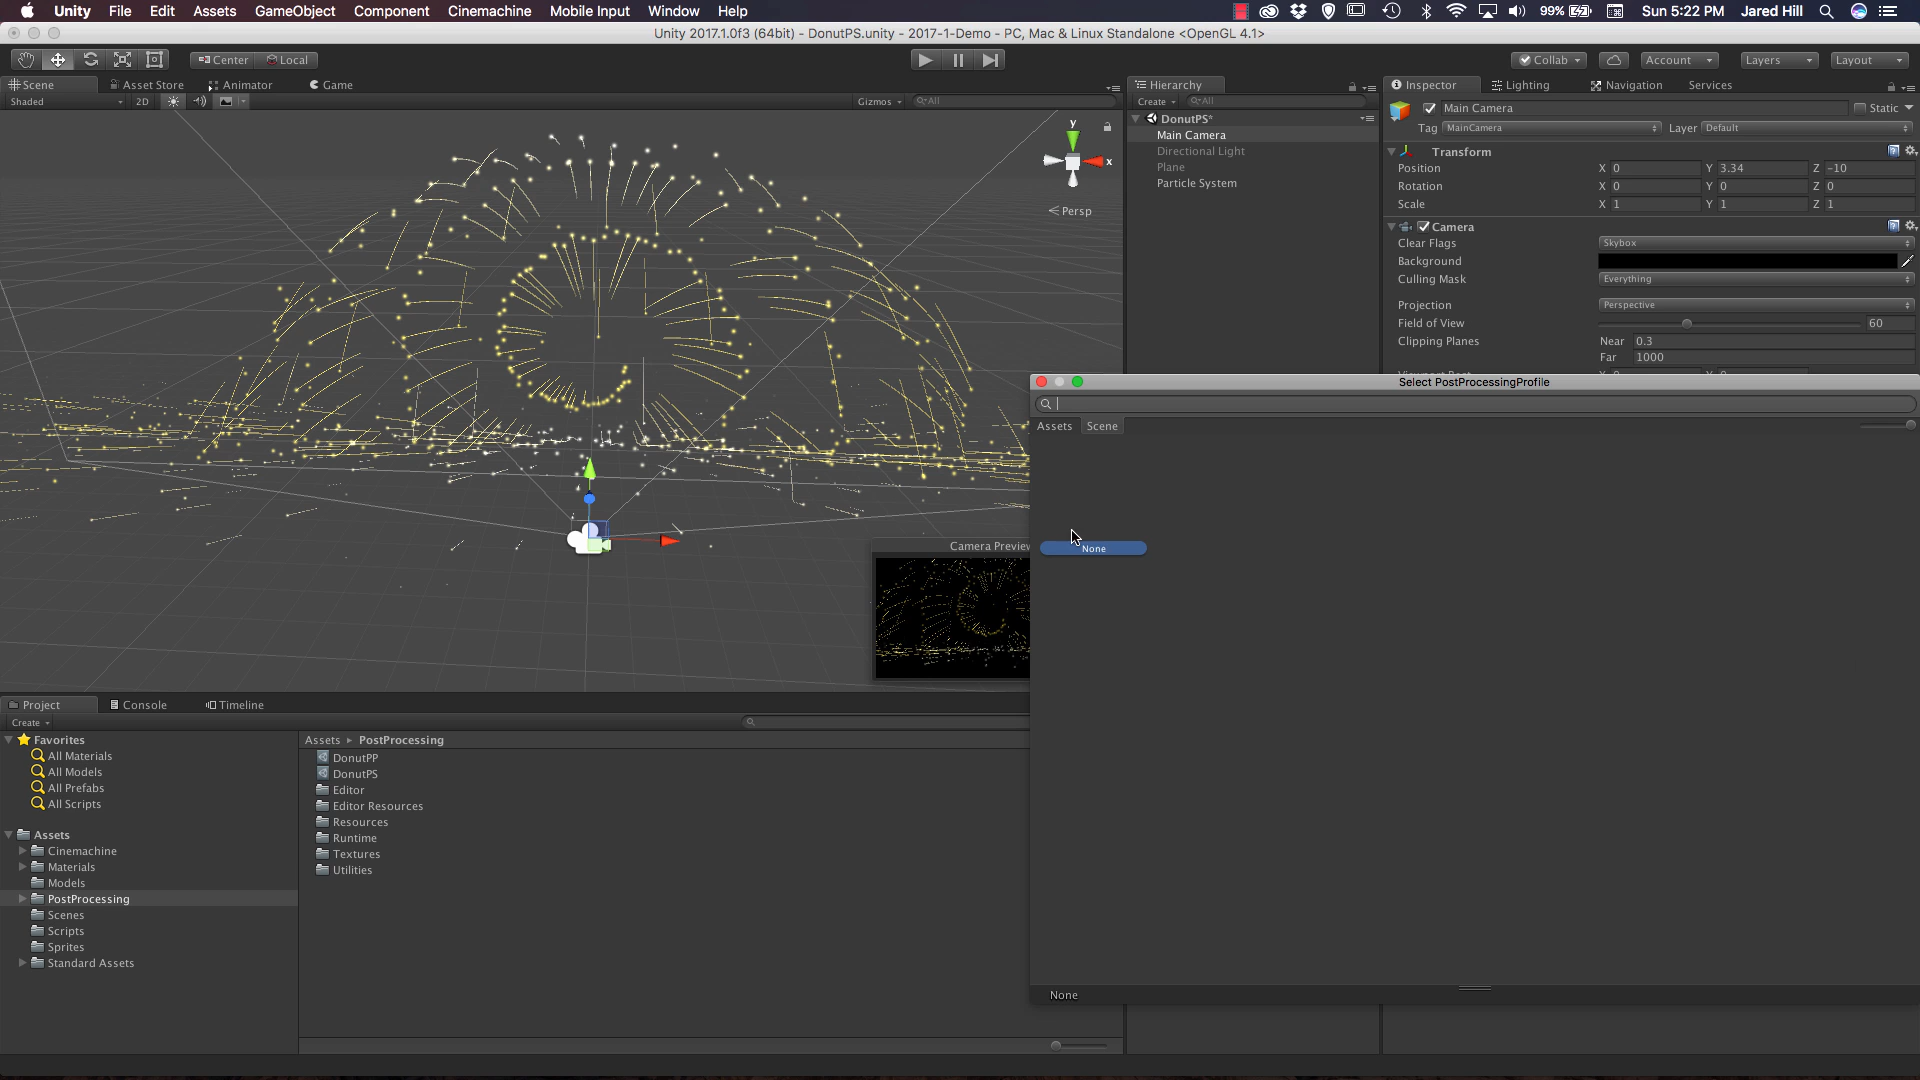 Unity File Edit Assets GameObject Component Cinemachine Mobile Input Window Help 99% Sun 5:22 PM Jared Hill
Unity 2017.1.0f3 (64bit) - DonutPS.unity - 2017-1-Demo - PC, Mac & Linux Standalone <OpenGL 4.1>
Center Local Collab Account Layers Layout
Scene Asset Store Animator Game
Shaded 2D Gizmos All
y
x
Persp
Camera Preview
Hierarchy
Create All
DonutPS*
Main Camera
Directional Light
Plane
Particle System
Inspector Lighting Navigation Services
Main Camera Static
Tag MainCamera Layer Default
Transform
Position X 0 Y 3.34 Z -10
Rotation X 0 Y 0 Z 0
Scale X 1 Y 1 Z 1
Camera
Clear Flags Skybox
Background
Culling Mask Everything
Projection Perspective
Field of View 60
Clipping Planes Near 0.3
Far 1000
Select PostProcessingProfile
Assets Scene
None
None
Project Console Timeline
Create
Favorites
All Materials
All Models
All Prefabs
All Scripts
Assets
Cinemachine
Materials
Models
PostProcessing
Scenes
Scripts
Sprites
Standard Assets
Assets PostProcessing
DonutPP
DonutPS
Editor
Editor Resources
Resources
Runtime
Textures
Utilities